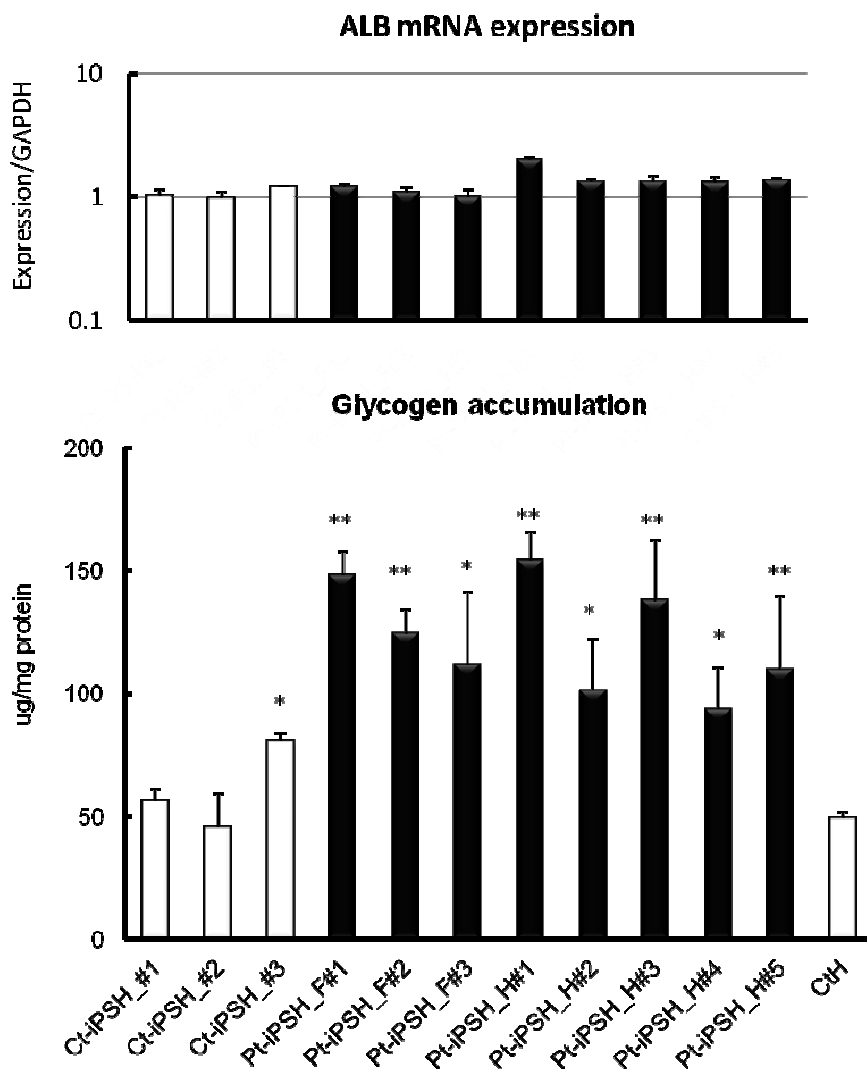 ALB mRNA expression
Expression/GAPDH
10
1
0.1
Glycogen accumulation
ug/mg protein
200
150
100
50
0
*
**
**
*
**
*
**
*
**
Ct-iPSH_#1
Ct-iPSH_#2
Ct-iPSH_#3
Pt-iPSH_F#1
Pt-iPSH_F#2
Pt-iPSH_F#3
Pt-iPSH_H#1
Pt-iPSH_H#2
Pt-iPSH_H#3
Pt-iPSH_H#4
Pt-iPSH_H#5
CtH